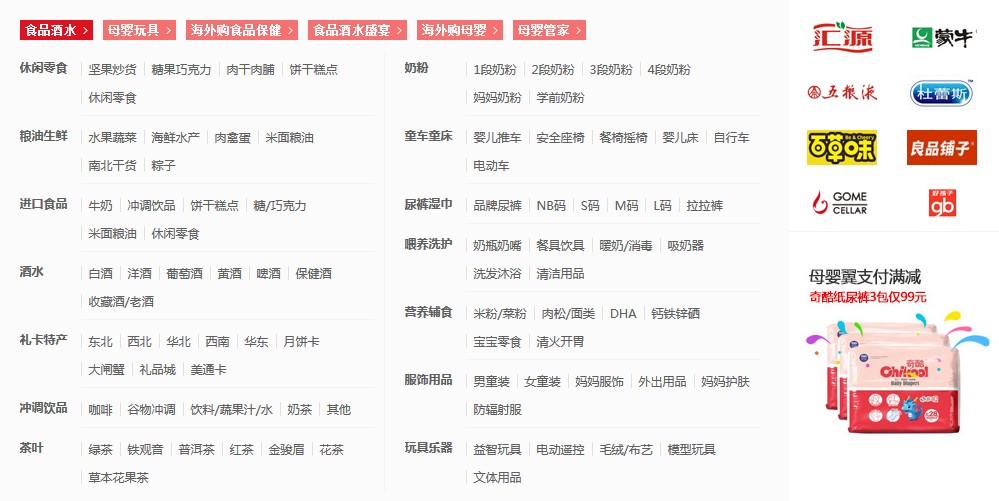 食品酒水 > 母婴玩具 > 海外购食品保健 > 食品酒水盛宴 > 海外购母婴 > 母婴管家 >
休闲零食 坚果炒货 糖果巧克力 肉干肉脯 饼干糕点
休闲零食
粮油生鲜 水果蔬菜 海鲜水产 肉禽蛋 米面粮油
南北干货 粽子
进口食品 牛奶 冲调饮品 饼干糕点 糖/巧克力
米面粮油 休闲零食
酒水 白酒 洋酒 葡萄酒 黄酒 啤酒 保健酒
收藏酒/老酒
礼卡特产 东北 西北 华北 西南 华东 月饼卡
大闸蟹 礼品城 美通卡
冲调饮品 咖啡 谷物冲调 饮料/蔬果汁/水 奶茶 其他
茶叶 绿茶 铁观音 普洱茶 红茶 金骏眉 花茶
草本花果茶
奶粉 1段奶粉 2段奶粉 3段奶粉 4段奶粉
妈妈奶粉 学前奶粉
童车童床 婴儿推车 安全座椅 餐椅摇椅 婴儿床 自行车
电动车
尿裤湿巾 品牌尿裤 NB码 S码 M码 L码 拉拉裤
喂养洗护 奶瓶奶嘴 餐具饮具 暖奶/消毒 吸奶器
洗发沐浴 清洁用品
营养辅食 米粉/菜粉 肉松/面类 DHA 钙铁锌硒
宝宝零食 清火开胃
服饰用品 男童装 女童装 妈妈服饰 外出用品 妈妈护肤
防辐射服
玩具乐器 益智玩具 电动遥控 毛绒/布艺 模型玩具
文体用品
汇源 蒙牛
五粮液 杜蕾斯
Be & Cheery
百草味 良品铺子
GOME
CELLAR
好孩子
gb
母婴翼支付满减
奇酷纸尿裤3包仅99元
奇酷
Baby Diapers